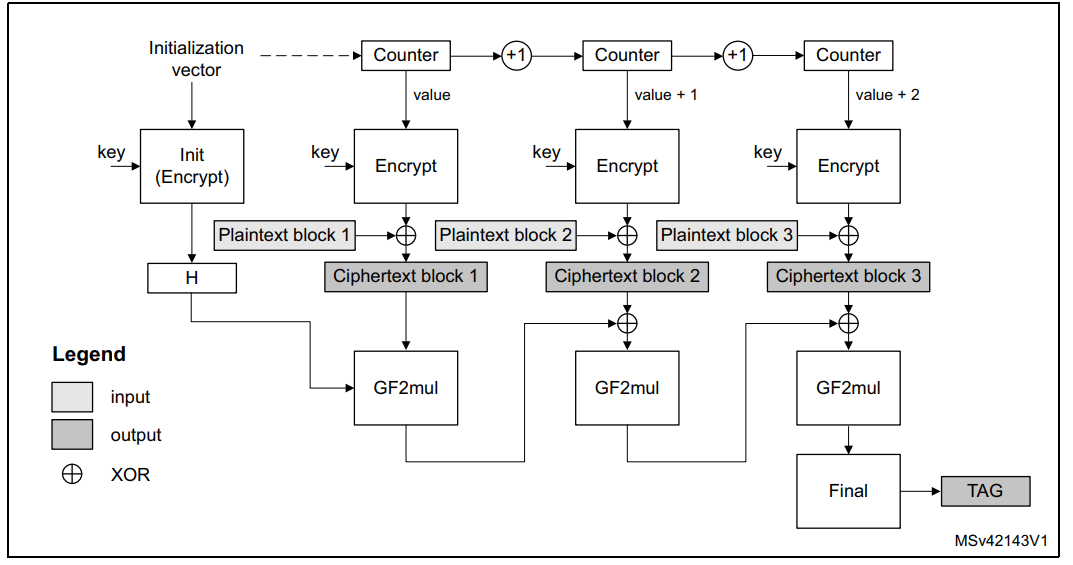 Initialization
vector
Counter
+1
Counter
+1
Counter
value
value + 1
value + 2
key
Init
(Encrypt)
key
Encrypt
key
Encrypt
key
Encrypt
Plaintext block 1
Plaintext block 2
Plaintext block 3
H
Ciphertext block 1
Ciphertext block 2
Ciphertext block 3
Legend
input
output
XOR
GF2mul
GF2mul
GF2mul
Final
TAG
MSv42143V1